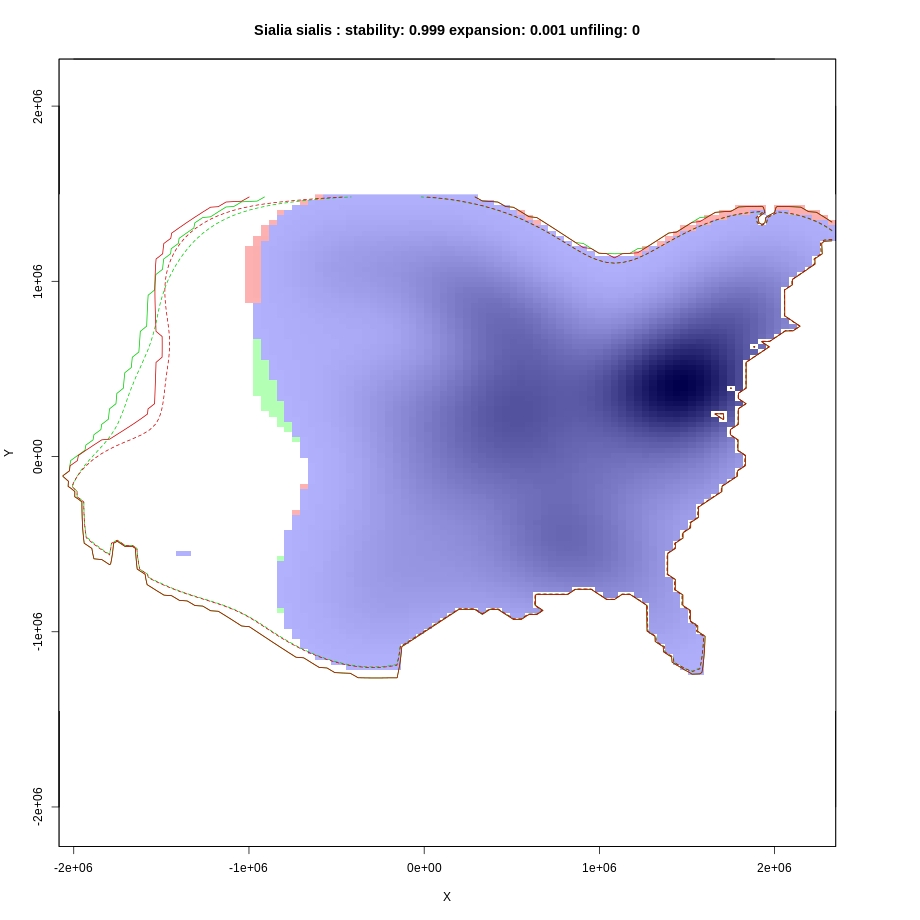 Sialia sialis : stability: 0.999 expansion: 0.001 unfiling: 0
2e+06
1e+06
0e+00
-1e+06
-2e+06
Y
-2e+06 -1e+06 0e+00 1e+06 2e+06
X